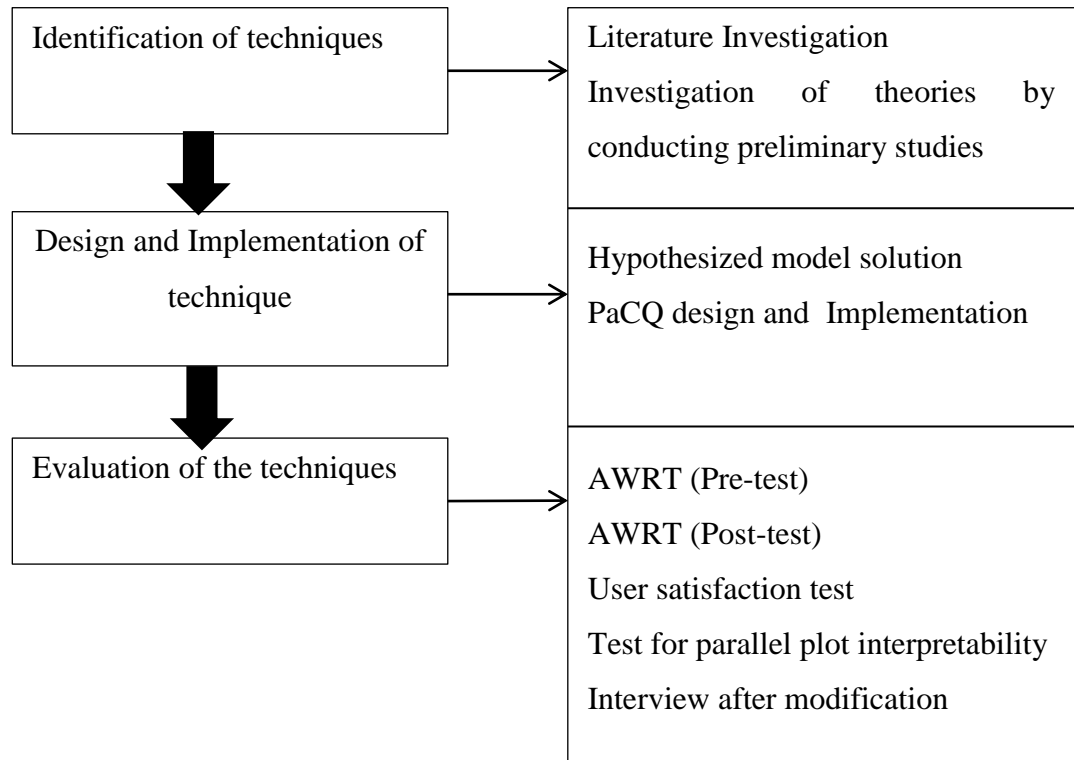 Identification of techniques
Literature Investigation
Investigation of theories by
conducting preliminary studies
Design and Implementation of
technique
Hypothesized model solution
PaCQ design and Implementation
Evaluation of the techniques
AWRT (Pre-test)
AWRT (Post-test)
User satisfaction test
Test for parallel plot interpretability
Interview after modification